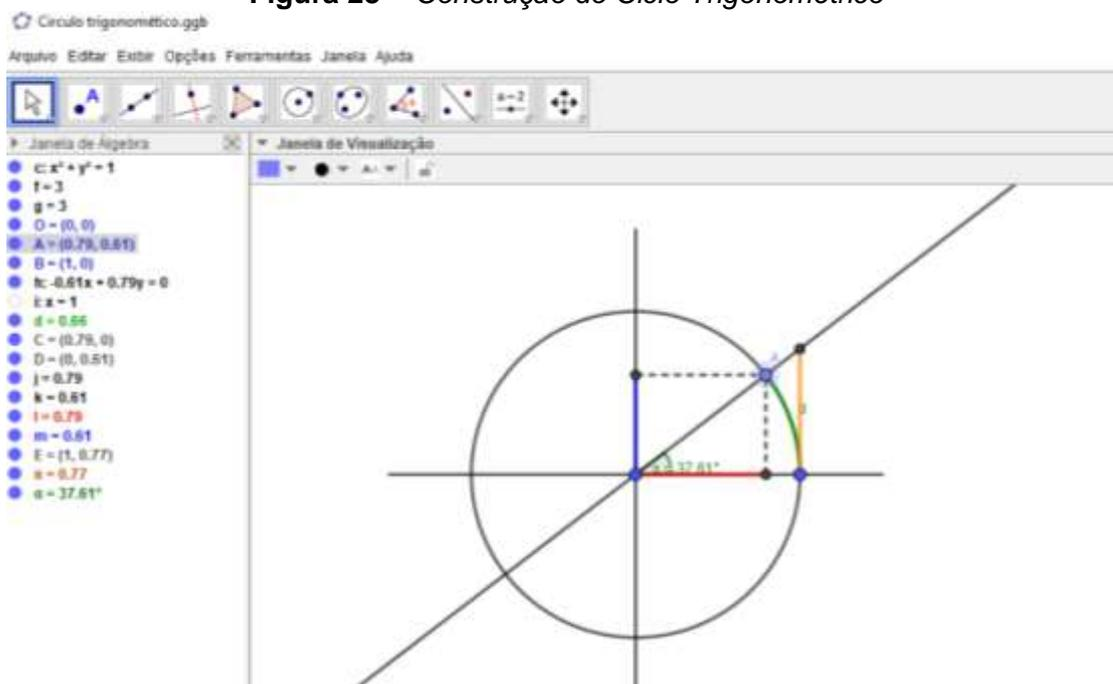 Figura 28 – Construção do Ciclo Trigonométrico
Circulo trigonométrico.ggb
Arquivo Editar Exibir Opções Ferramentas Janela Ajuda
A
a=2
Janela de Álgebra
Janela de Visualização
c: x² + y² = 1
f = 3
g = 3
O = (0, 0)
A = (0.79, 0.61)
B = (1, 0)
h: -0.61x + 0.79y = 0
i: x = 1
d = 0.66
C = (0.79, 0)
D = (0, 0.61)
j = 0.79
k = 0.61
l = 0.79
m = 0.61
E = (1, 0.77)
n = 0.77
α = 37.61°
A
α = 37.61°